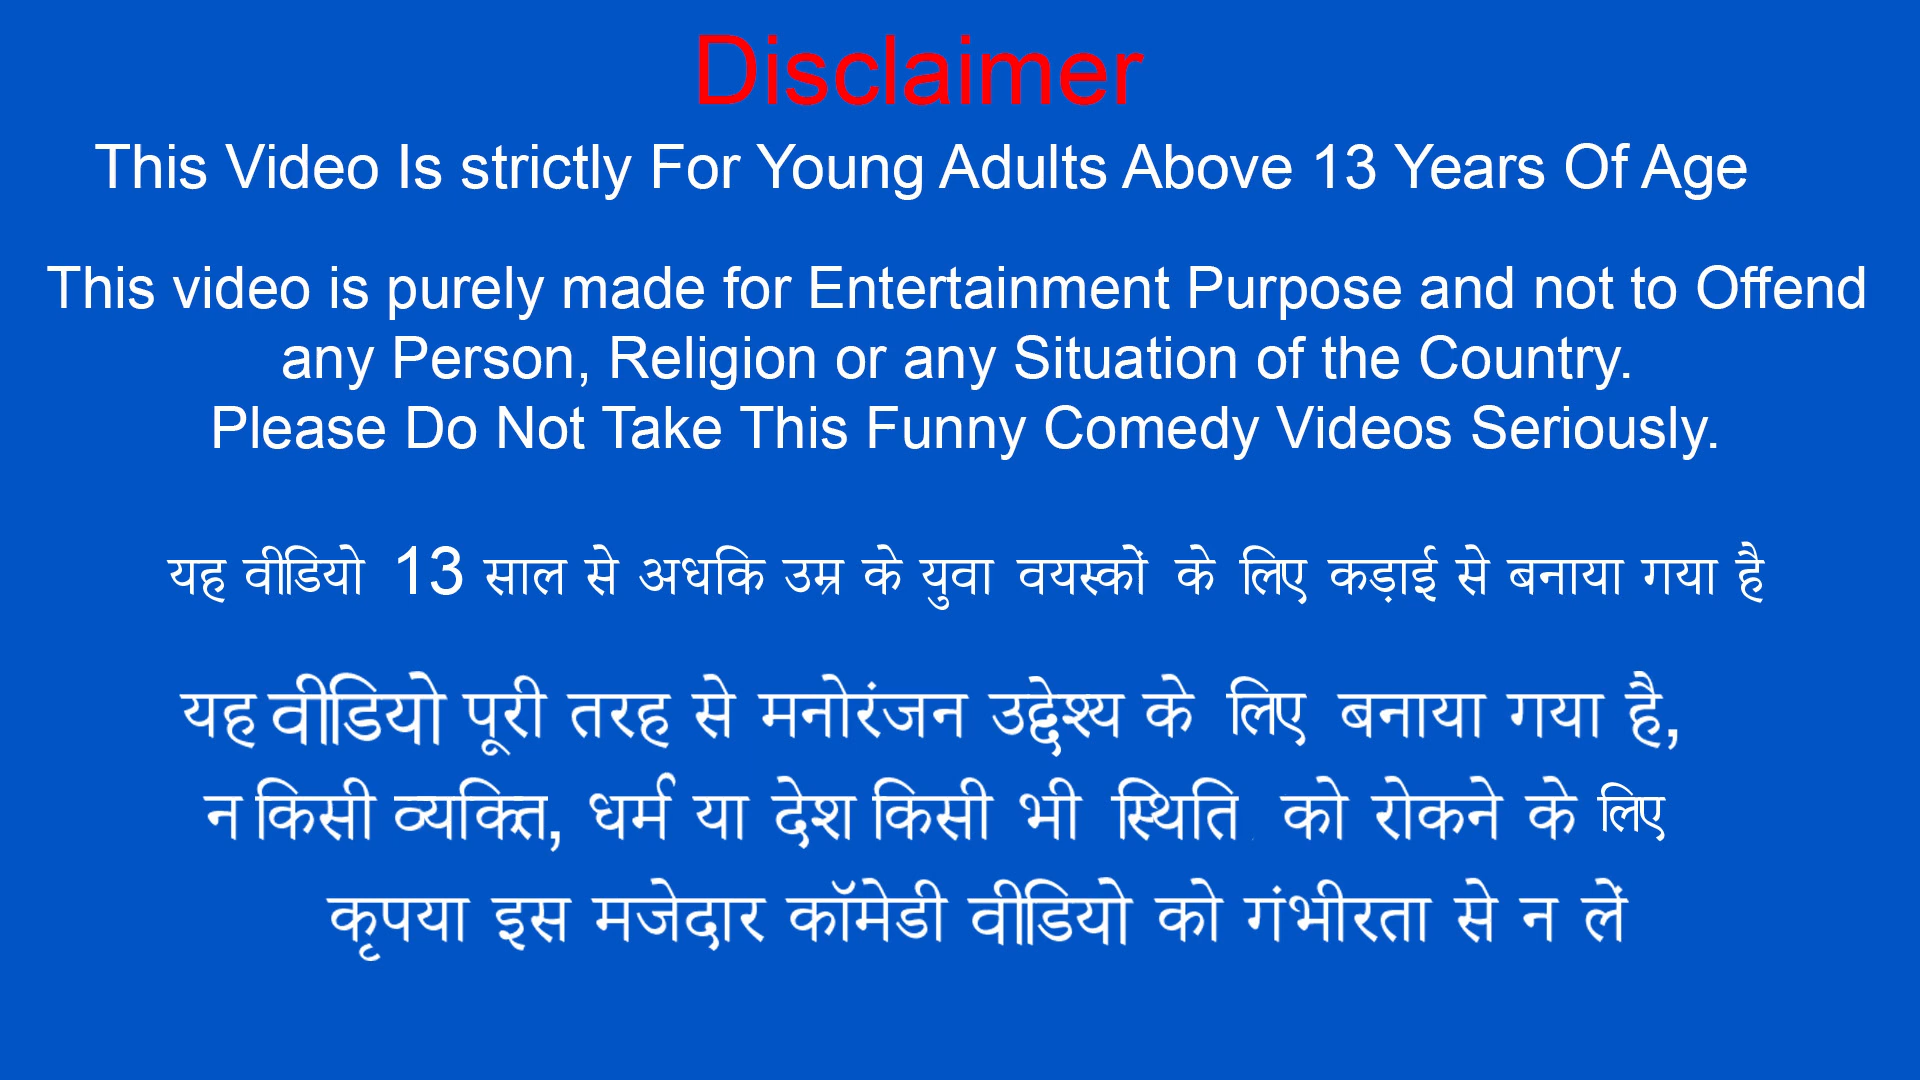 Disclaimer
This Video Is strictly For Young Adults Above 13 Years Of Age
This video is purely made for Entertainment Purpose and not to Offend
any Person, Religion or any Situation of the Country.
Please Do Not Take This Funny Comedy Videos Seriously.
यह वीडियो 13 साल से अधकि उम्र के युवा वयस्कों के लिए कड़ाई से बनाया गया है
यह वीडियो पूरी तरह से मनोरंजन उद्देश्य के लिए बनाया गया है,
न किसी व्यक्ति, धर्म या देश किसी भी स्थिति को रोकने के लिए
कृपया इस मजेदार कॉमेडी वीडियो को गंभीरता से न लें